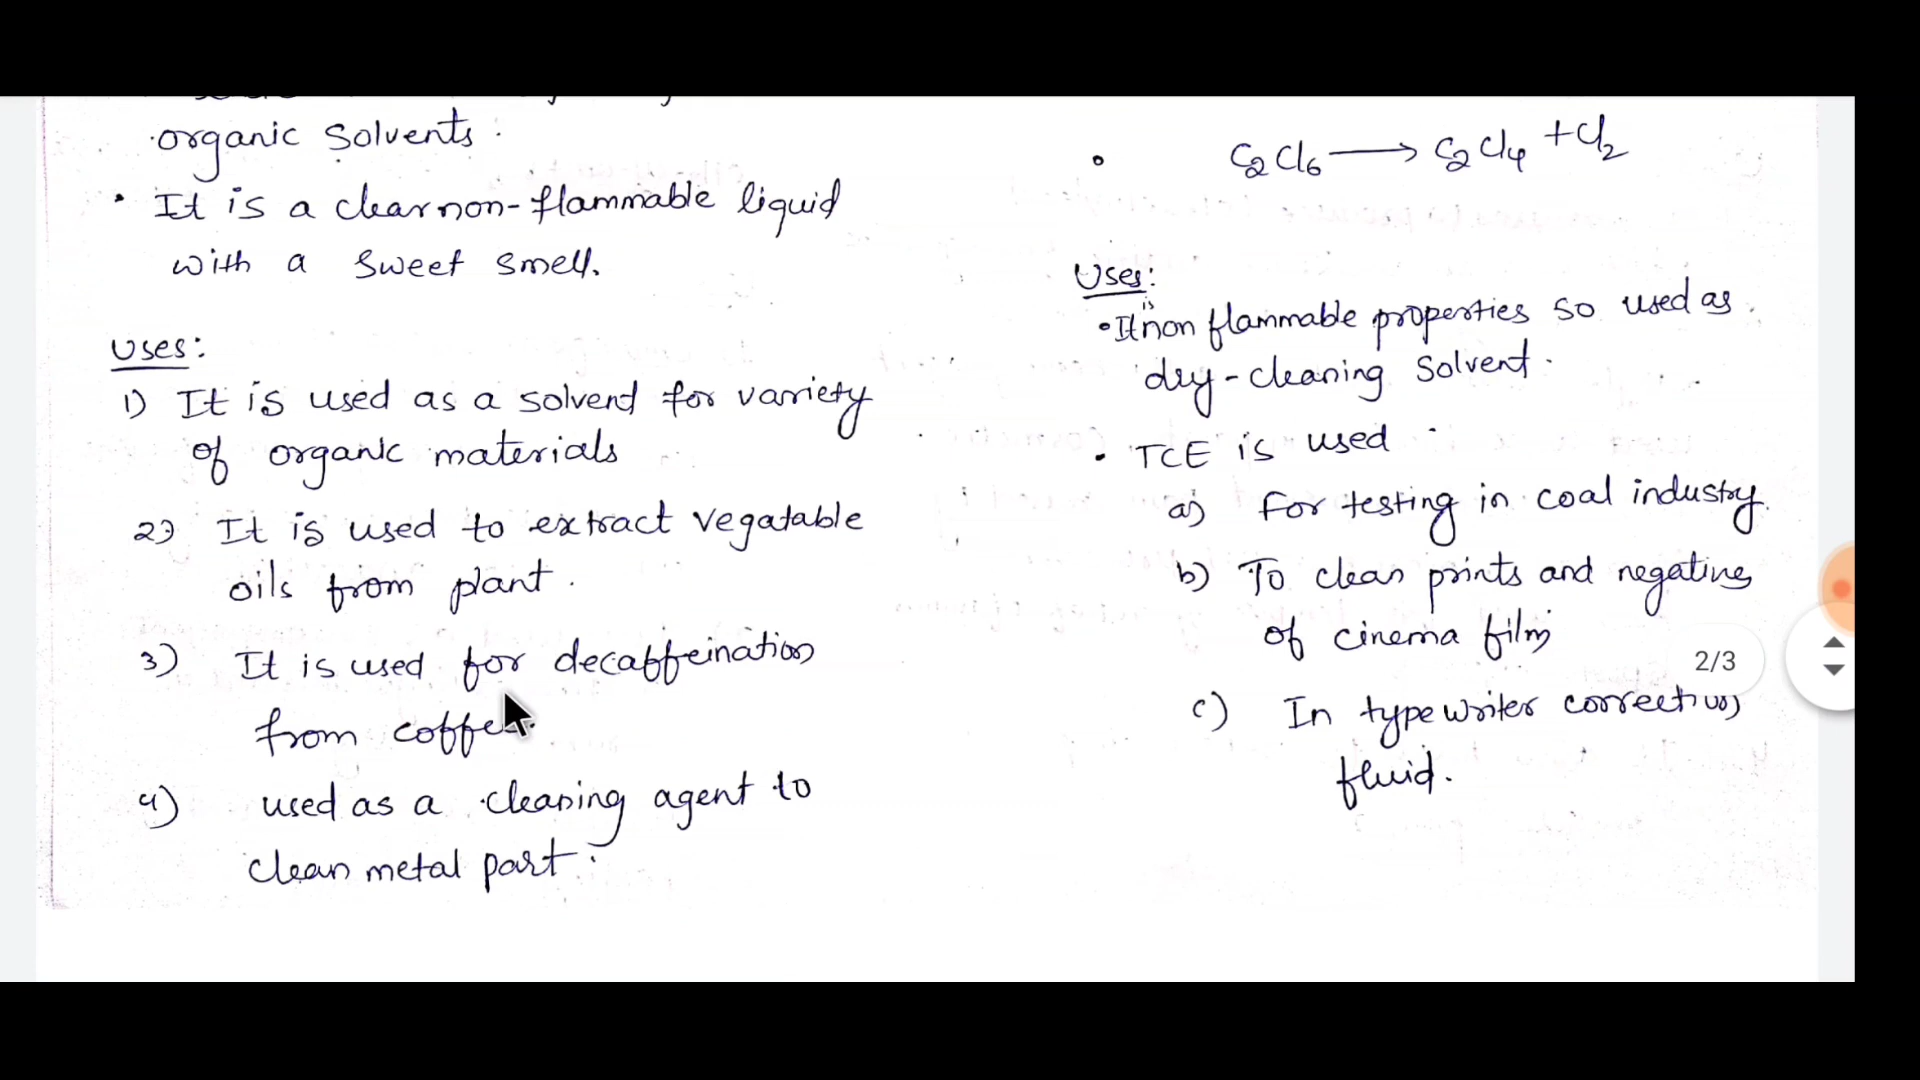 organic solvents.
• It is a clear non-flammable liquid
with a sweet smell.
Uses:
1) It is used as a solvent for variety
of organic materials
2) It is used to extract vegatable
oils from plant.
3) It is used for decaffeination
from coffee.
4) used as a cleaning agent to
clean metal part.
• C2Cl6 ⟶ C2Cl4 + Cl2
Uses:
• It is non flammable properties so used as
dry-cleaning solvent.
• TCE is used
a) For testing in coal industry.
b) To clean prints and negatives
of cinema films
c) In typewriter correction
fluid.
2/3